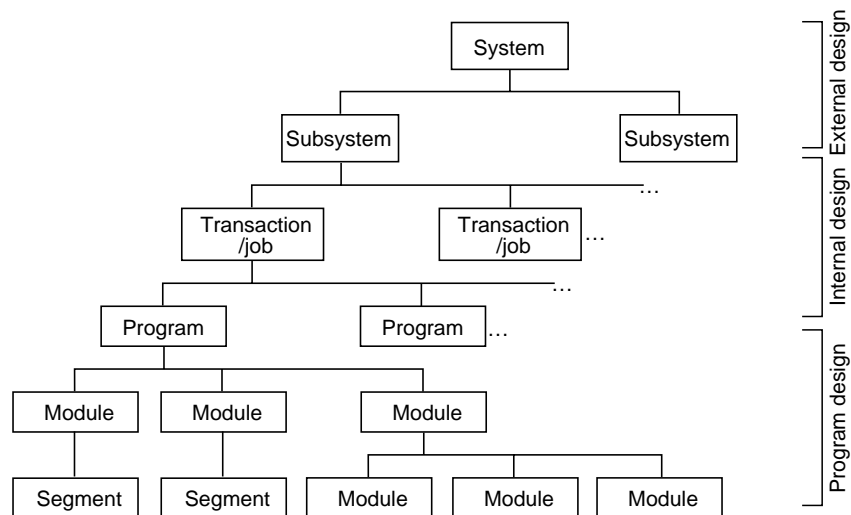 System
External design
Subsystem
Subsystem
...
Internal design
Transaction
/job
Transaction
/job
...
...
Program
Program
...
Program design
Module
Module
Module
Segment
Segment
Module
Module
Module